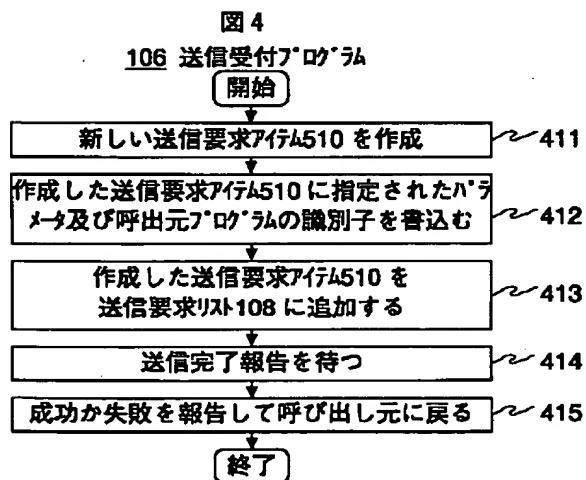 図 4
106 送信受付プログラム
開始
新しい送信要求アイテム510 を作成
411
作成した送信要求アイテム510 に指定されたパラ
メータ及び呼出元プログラムの識別子を書込む
412
作成した送信要求アイテム510 を
送信要求リスト108 に追加する
413
送信完了報告を待つ
414
成功か失敗を報告して呼び出し元に戻る
415
終了